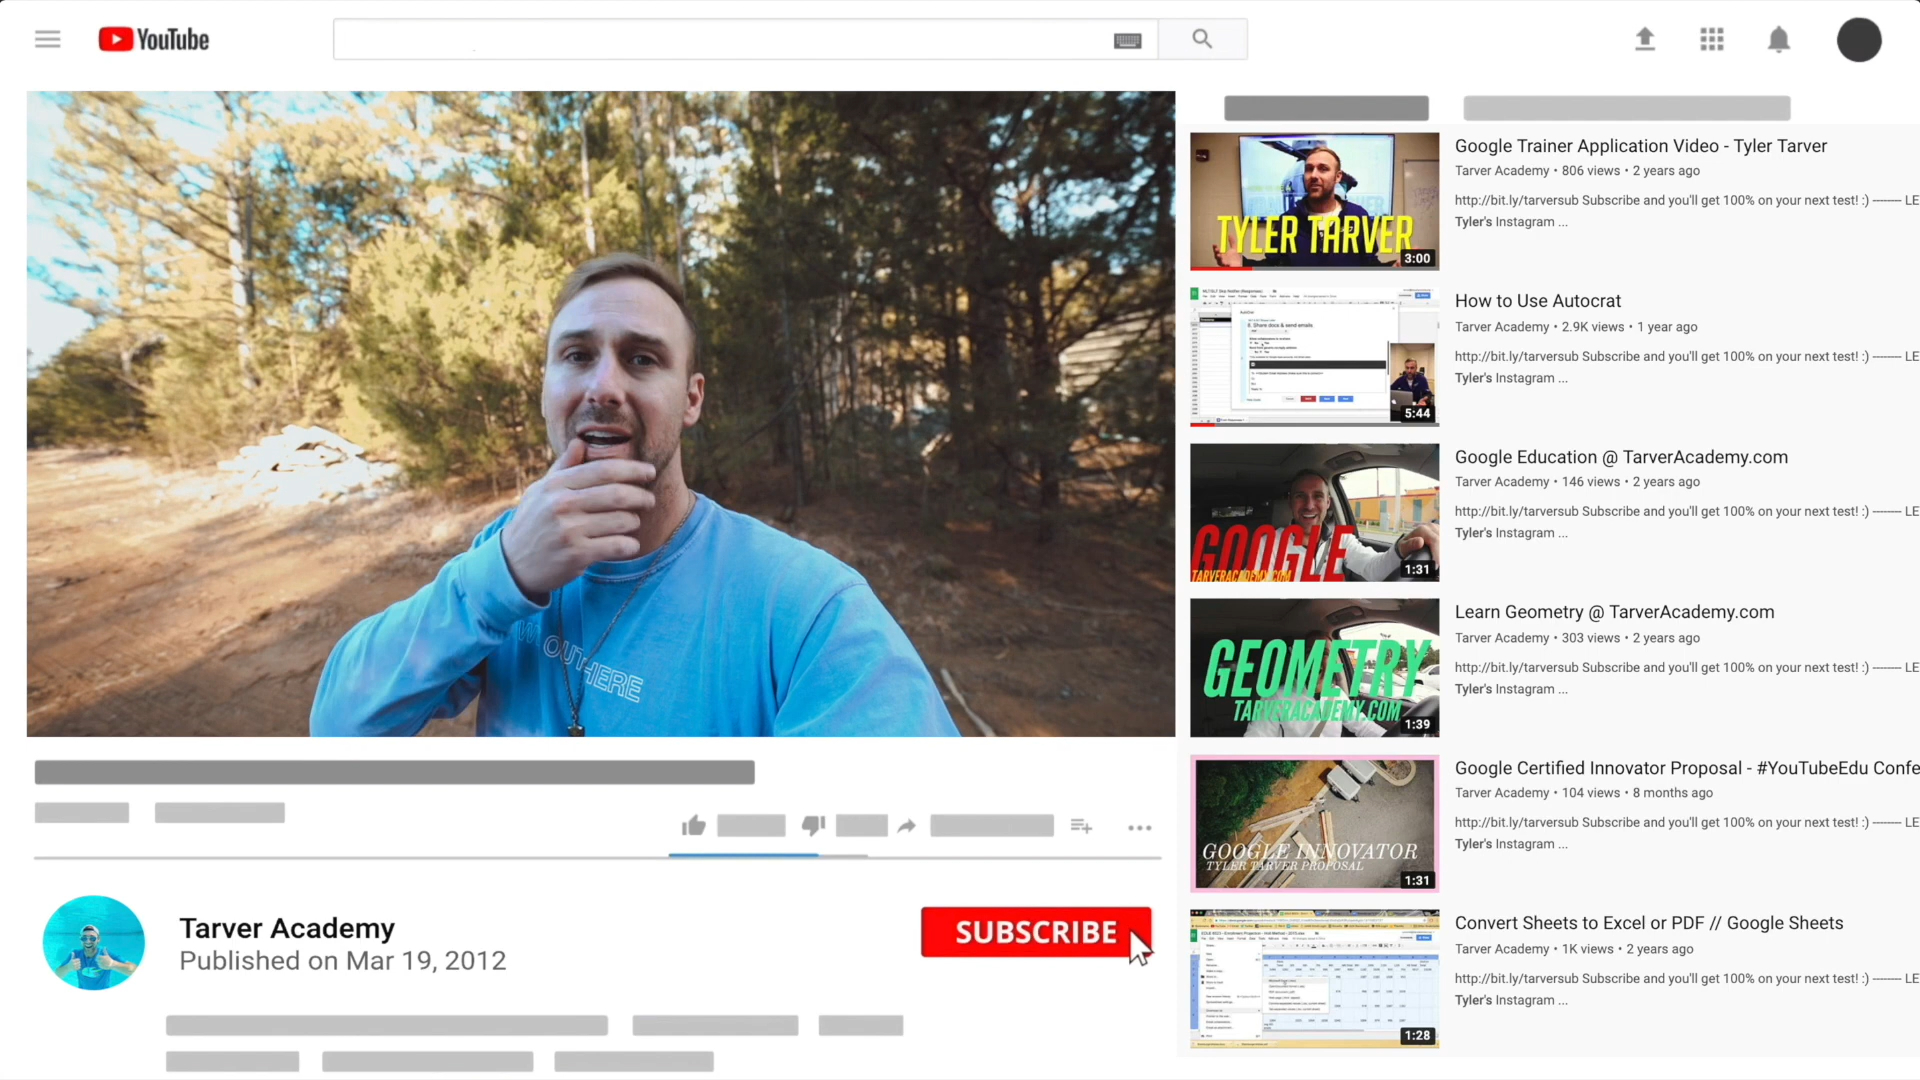 YouTube
Google Trainer Application Video - Tyler Tarver
Tarver Academy • 806 views • 2 years ago
http://bit.ly/tarversub Subscribe and you'll get 100% on your next test! :) -------- LE
Tyler's Instagram ...
TYLER TARVER
3:00
How to Use Autocrat
Tarver Academy • 2.9K views • 1 year ago
http://bit.ly/tarversub Subscribe and you'll get 100% on your next test! :) -------- LE
Tyler's Instagram ...
8. Share docs & send emails
5:44
Google Education @ TarverAcademy.com
Tarver Academy • 146 views • 2 years ago
http://bit.ly/tarversub Subscribe and you'll get 100% on your next test! :) -------- LE
Tyler's Instagram ...
GOOGLE
TARVERACADEMY.COM
1:31
Learn Geometry @ TarverAcademy.com
Tarver Academy • 303 views • 2 years ago
http://bit.ly/tarversub Subscribe and you'll get 100% on your next test! :) -------- LE
Tyler's Instagram ...
GEOMETRY
TARVERACADEMY.COM
1:39
OUTHERE
Google Certified Innovator Proposal - #YouTubeEdu Confe
Tarver Academy • 104 views • 8 months ago
http://bit.ly/tarversub Subscribe and you'll get 100% on your next test! :) -------- LE
Tyler's Instagram ...
GOOGLE INNOVATOR
TYLER TARVER PROPOSAL
1:31
Tarver Academy
Published on Mar 19, 2012
SUBSCRIBE
Convert Sheets to Excel or PDF // Google Sheets
Tarver Academy • 1K views • 2 years ago
http://bit.ly/tarversub Subscribe and you'll get 100% on your next test! :) -------- LE
Tyler's Instagram ...
1:28